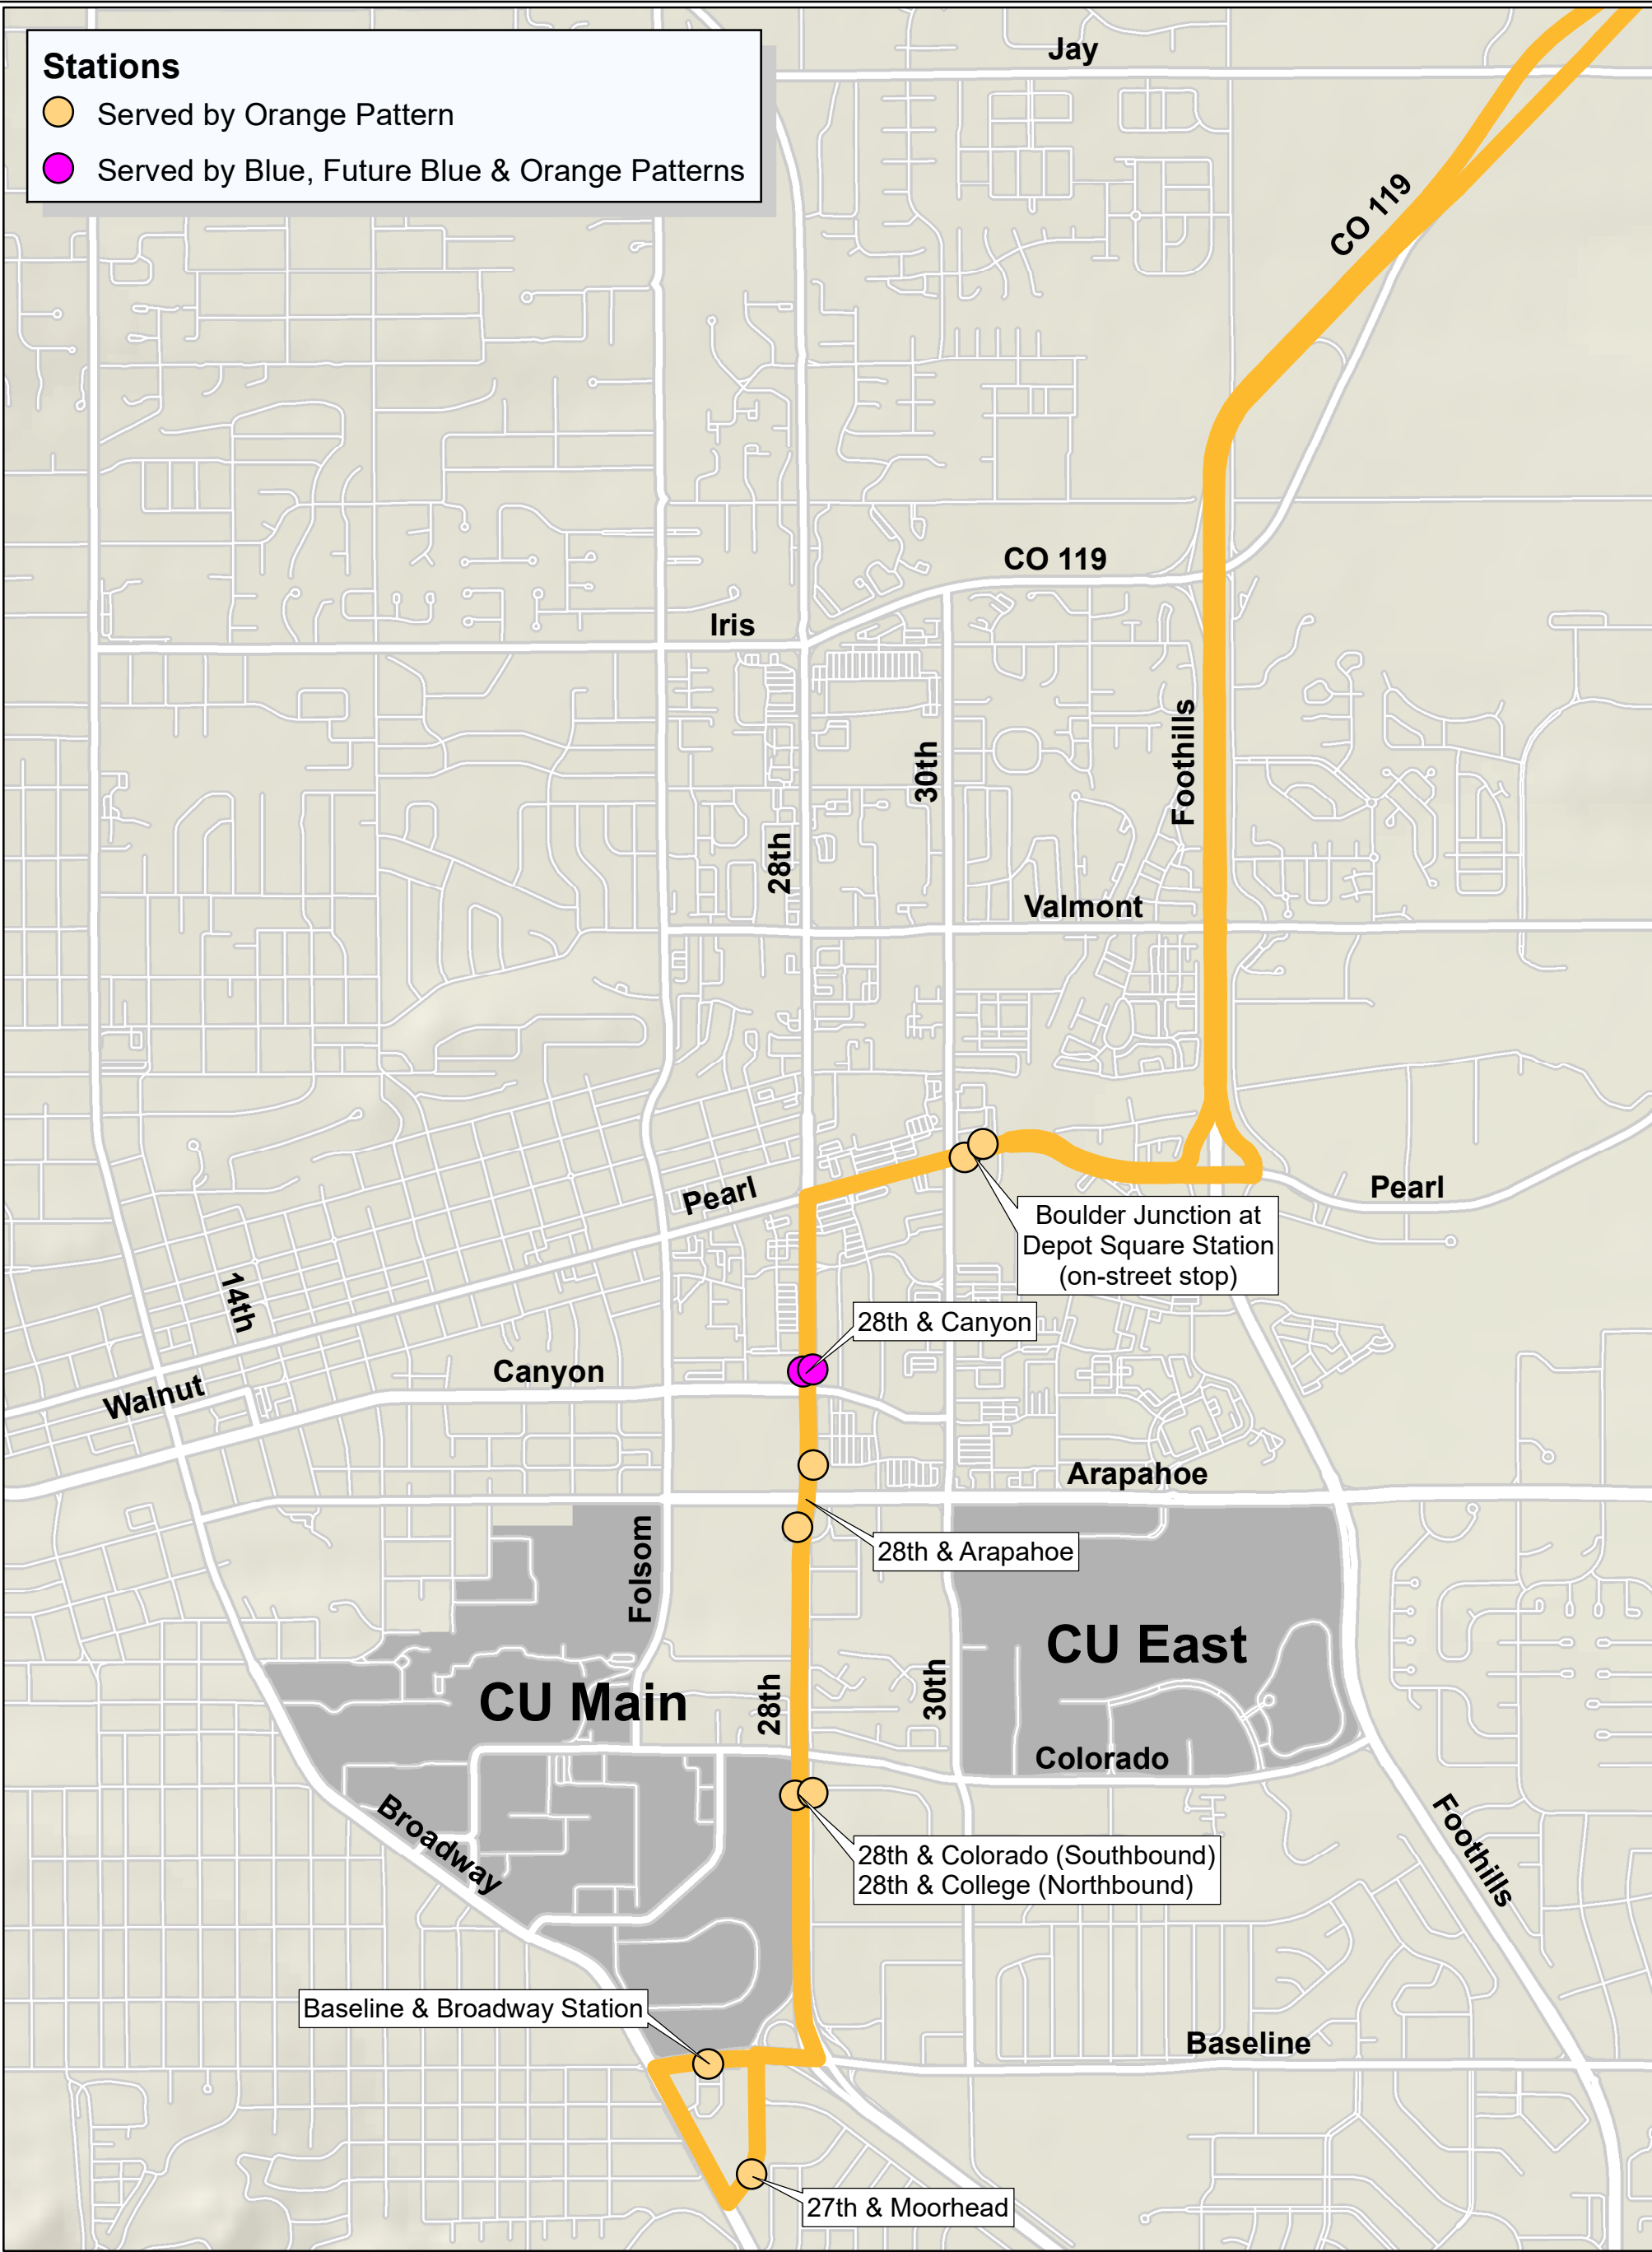 Jay
Stations
Served by Orange Pattern
Served by Blue, Future Blue & Orange Patterns
CO 119
CO 119
Iris
Foothills
30th
28th
Valmont
Pearl
Pearl
Boulder Junction at
Depot Square Station
(on-street stop)
14th
28th & Canyon
Canyon
Walnut
Arapahoe
28th & Arapahoe
Folsom
CU East
CU Main
28th
30th
Colorado
Broadway
Foothills
28th & Colorado (Southbound)
28th & College (Northbound)
Baseline & Broadway Station
Baseline
27th & Moorhead